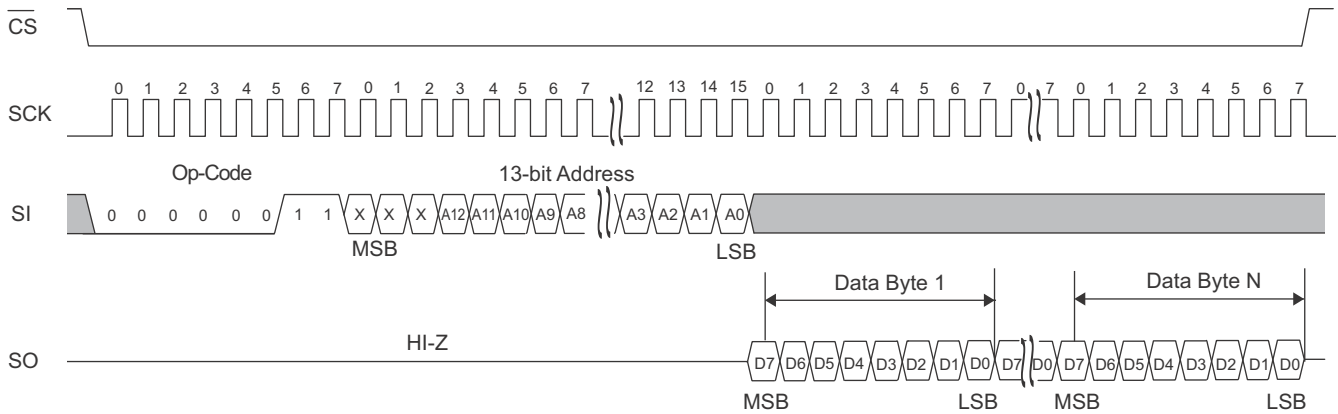 CS
0 1 2 3 4 5 6 7 0 1 2 3 4 5 6 7 12 13 14 15 0 1 2 3 4 5 6 7 0 7 0 1 2 3 4 5 6 7
SCK
Op-Code 13-bit Address
SI 0 0 0 0 0 0 1 1 X X X A12 A11 A10 A9 A8 A3 A2 A1 A0
MSB LSB
Data Byte 1 Data Byte N
HI-Z
SO D7 D6 D5 D4 D3 D2 D1 D0 D7 D0 D7 D6 D5 D4 D3 D2 D1 D0
MSB LSB MSB LSB